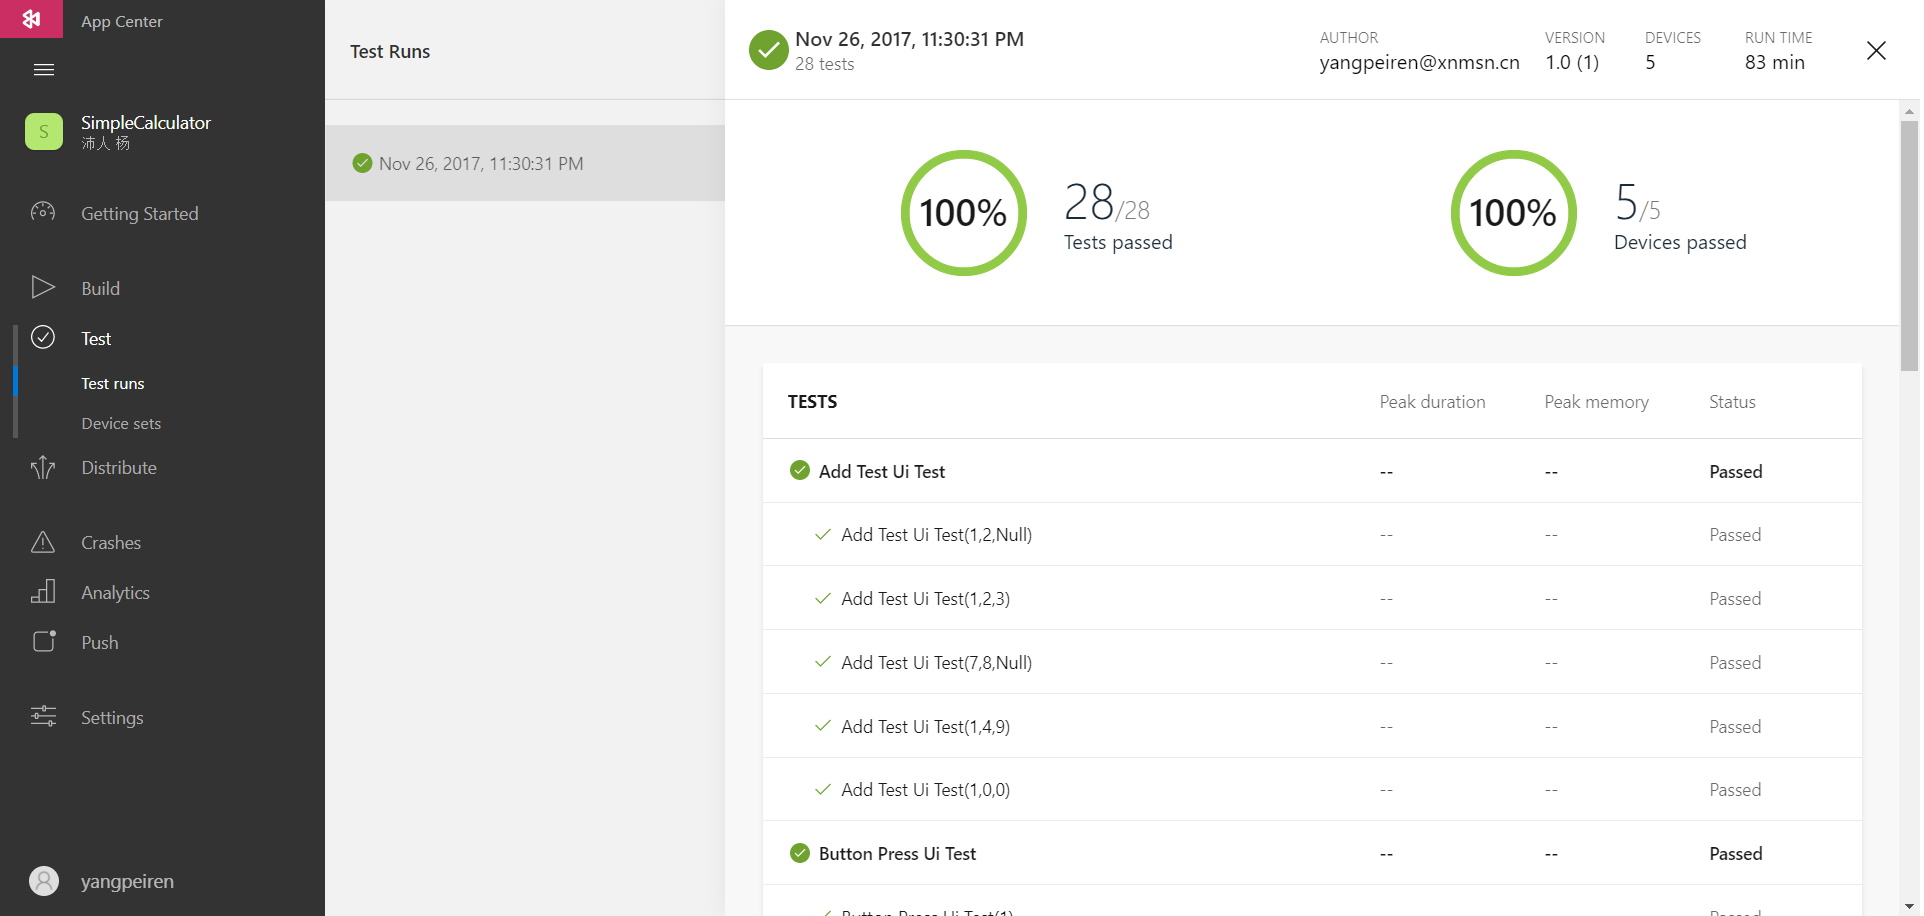 App Center
S
SimpleCalculator
沛人 杨
Getting Started
Build
Test
Test runs
Device sets
Distribute
Crashes
Analytics
Push
Settings
yangpeiren
Test Runs
Nov 26, 2017, 11:30:31 PM
Nov 26, 2017, 11:30:31 PM
28 tests
AUTHOR
yangpeiren@xnmsn.cn
VERSION
1.0 (1)
DEVICES
5
RUN TIME
83 min
100%
28/28
Tests passed
100%
5/5
Devices passed
TESTS Peak duration Peak memory Status
Add Test Ui Test -- -- Passed
Add Test Ui Test(1,2,Null) -- -- Passed
Add Test Ui Test(1,2,3) -- -- Passed
Add Test Ui Test(7,8,Null) -- -- Passed
Add Test Ui Test(1,4,9) -- -- Passed
Add Test Ui Test(1,0,0) -- -- Passed
Button Press Ui Test -- -- Passed
Button Press Ui Test(1) Passed